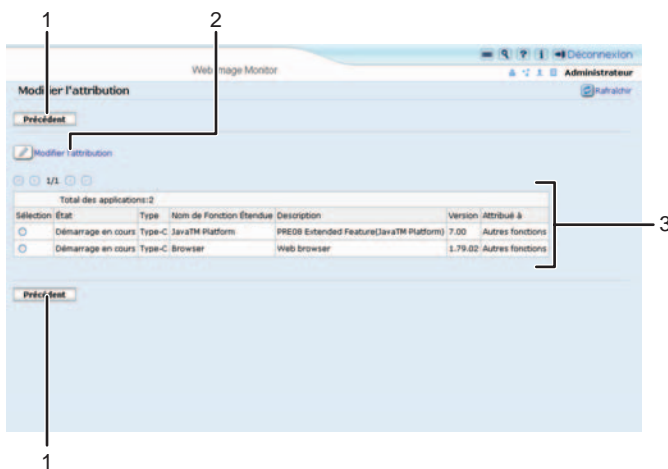 1
2
Déconnexion
Web Image Monitor
Administrateur
Modifier l'attribution
Rafraîchir
Précédent
Modifier l'attribution
1/1
Total des applications:2
Sélection État Type Nom de Fonction Étendue Description Version Attribué à
Démarrage en cours Type-C JavaTM Platform PRE08 Extended Feature(JavaTM Platform) 7.00 Autres fonctions
Démarrage en cours Type-C Browser Web browser 1.79.02 Autres fonctions
3
Précédent
1